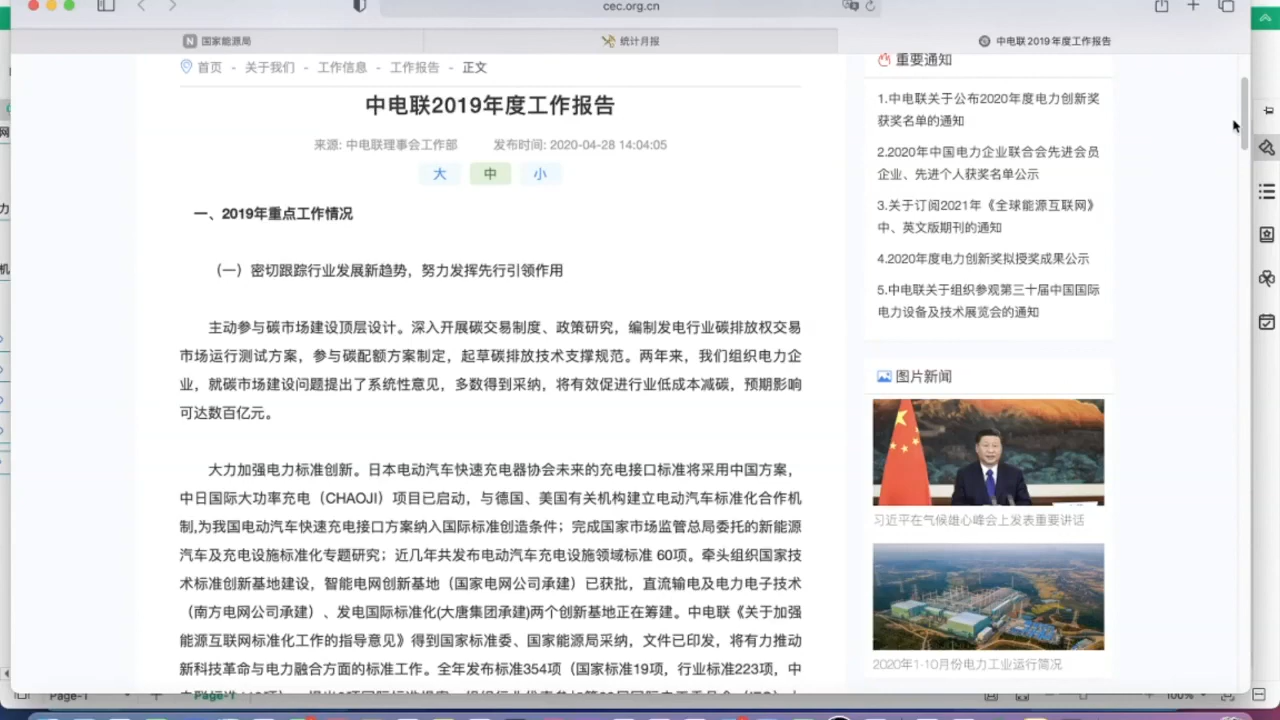 cec.org.cn
国家能源局
统计月报
中电联2019年度工作报告
首页 - 关于我们 - 工作信息 - 工作报告 - 正文
中电联2019年度工作报告
来源: 中电联理事会工作部 发布时间: 2020-04-28 14:04:05
大 中 小
一、2019年重点工作情况
（一）密切跟踪行业发展新趋势，努力发挥先行引领作用
主动参与碳市场建设顶层设计。深入开展碳交易制度、政策研究，编制发电行业碳排放权交易
市场运行测试方案，参与碳配额方案制定，起草碳排放技术支撑规范。两年来，我们组织电力企
业，就碳市场建设问题提出了系统性意见，多数得到采纳，将有效促进行业低成本减碳，预期影响
可达数百亿元。
大力加强电力标准创新。日本电动汽车快速充电器协会未来的充电接口标准将采用中国方案，
中日国际大功率充电（CHAOJI）项目已启动，与德国、美国有关机构建立电动汽车标准化合作机
制,为我国电动汽车快速充电接口方案纳入国际标准创造条件；完成国家市场监管总局委托的新能源
汽车及充电设施标准化专题研究；近几年共发布电动汽车充电设施领域标准 60项。牵头组织国家技
术标准创新基地建设，智能电网创新基地（国家电网公司承建）已获批，直流输电及电力电子技术
（南方电网公司承建）、发电国际标准化(大唐集团承建)两个创新基地正在筹建。中电联《关于加强
能源互联网标准化工作的指导意见》得到国家标准委、国家能源局采纳，文件已印发，将有力推动
新科技革命与电力融合方面的标准工作。全年发布标准354项（国家标准19项，行业标准223项，中
重要通知
1.中电联关于公布2020年度电力创新奖
获奖名单的通知
2.2020年中国电力企业联合会先进会员
企业、先进个人获奖名单公示
3.关于订阅2021年《全球能源互联网》
中、英文版期刊的通知
4.2020年度电力创新奖拟授奖成果公示
5.中电联关于组织参观第三十届中国国际
电力设备及技术展览会的通知
图片新闻
习近平在气候雄心峰会上发表重要讲话
2020年1-10月份电力工业运行简况
Page-1
Page-1
100%